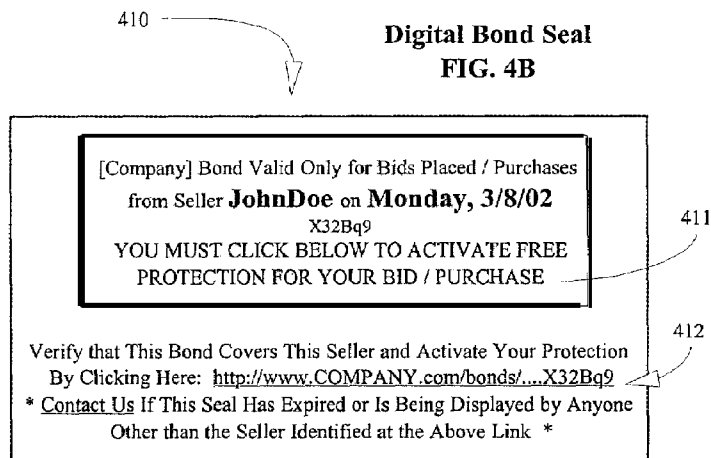 410
Digital Bond Seal
FIG. 4B
[Company] Bond Valid Only for Bids Placed / Purchases
from Seller JohnDoe on Monday, 3/8/02
X32Bq9
YOU MUST CLICK BELOW TO ACTIVATE FREE
PROTECTION FOR YOUR BID / PURCHASE
411
Verify that This Bond Covers This Seller and Activate Your Protection
By Clicking Here: http://www.COMPANY.com/bonds/....X32Bq9
412
* Contact Us If This Seal Has Expired or Is Being Displayed by Anyone
Other than the Seller Identified at the Above Link *